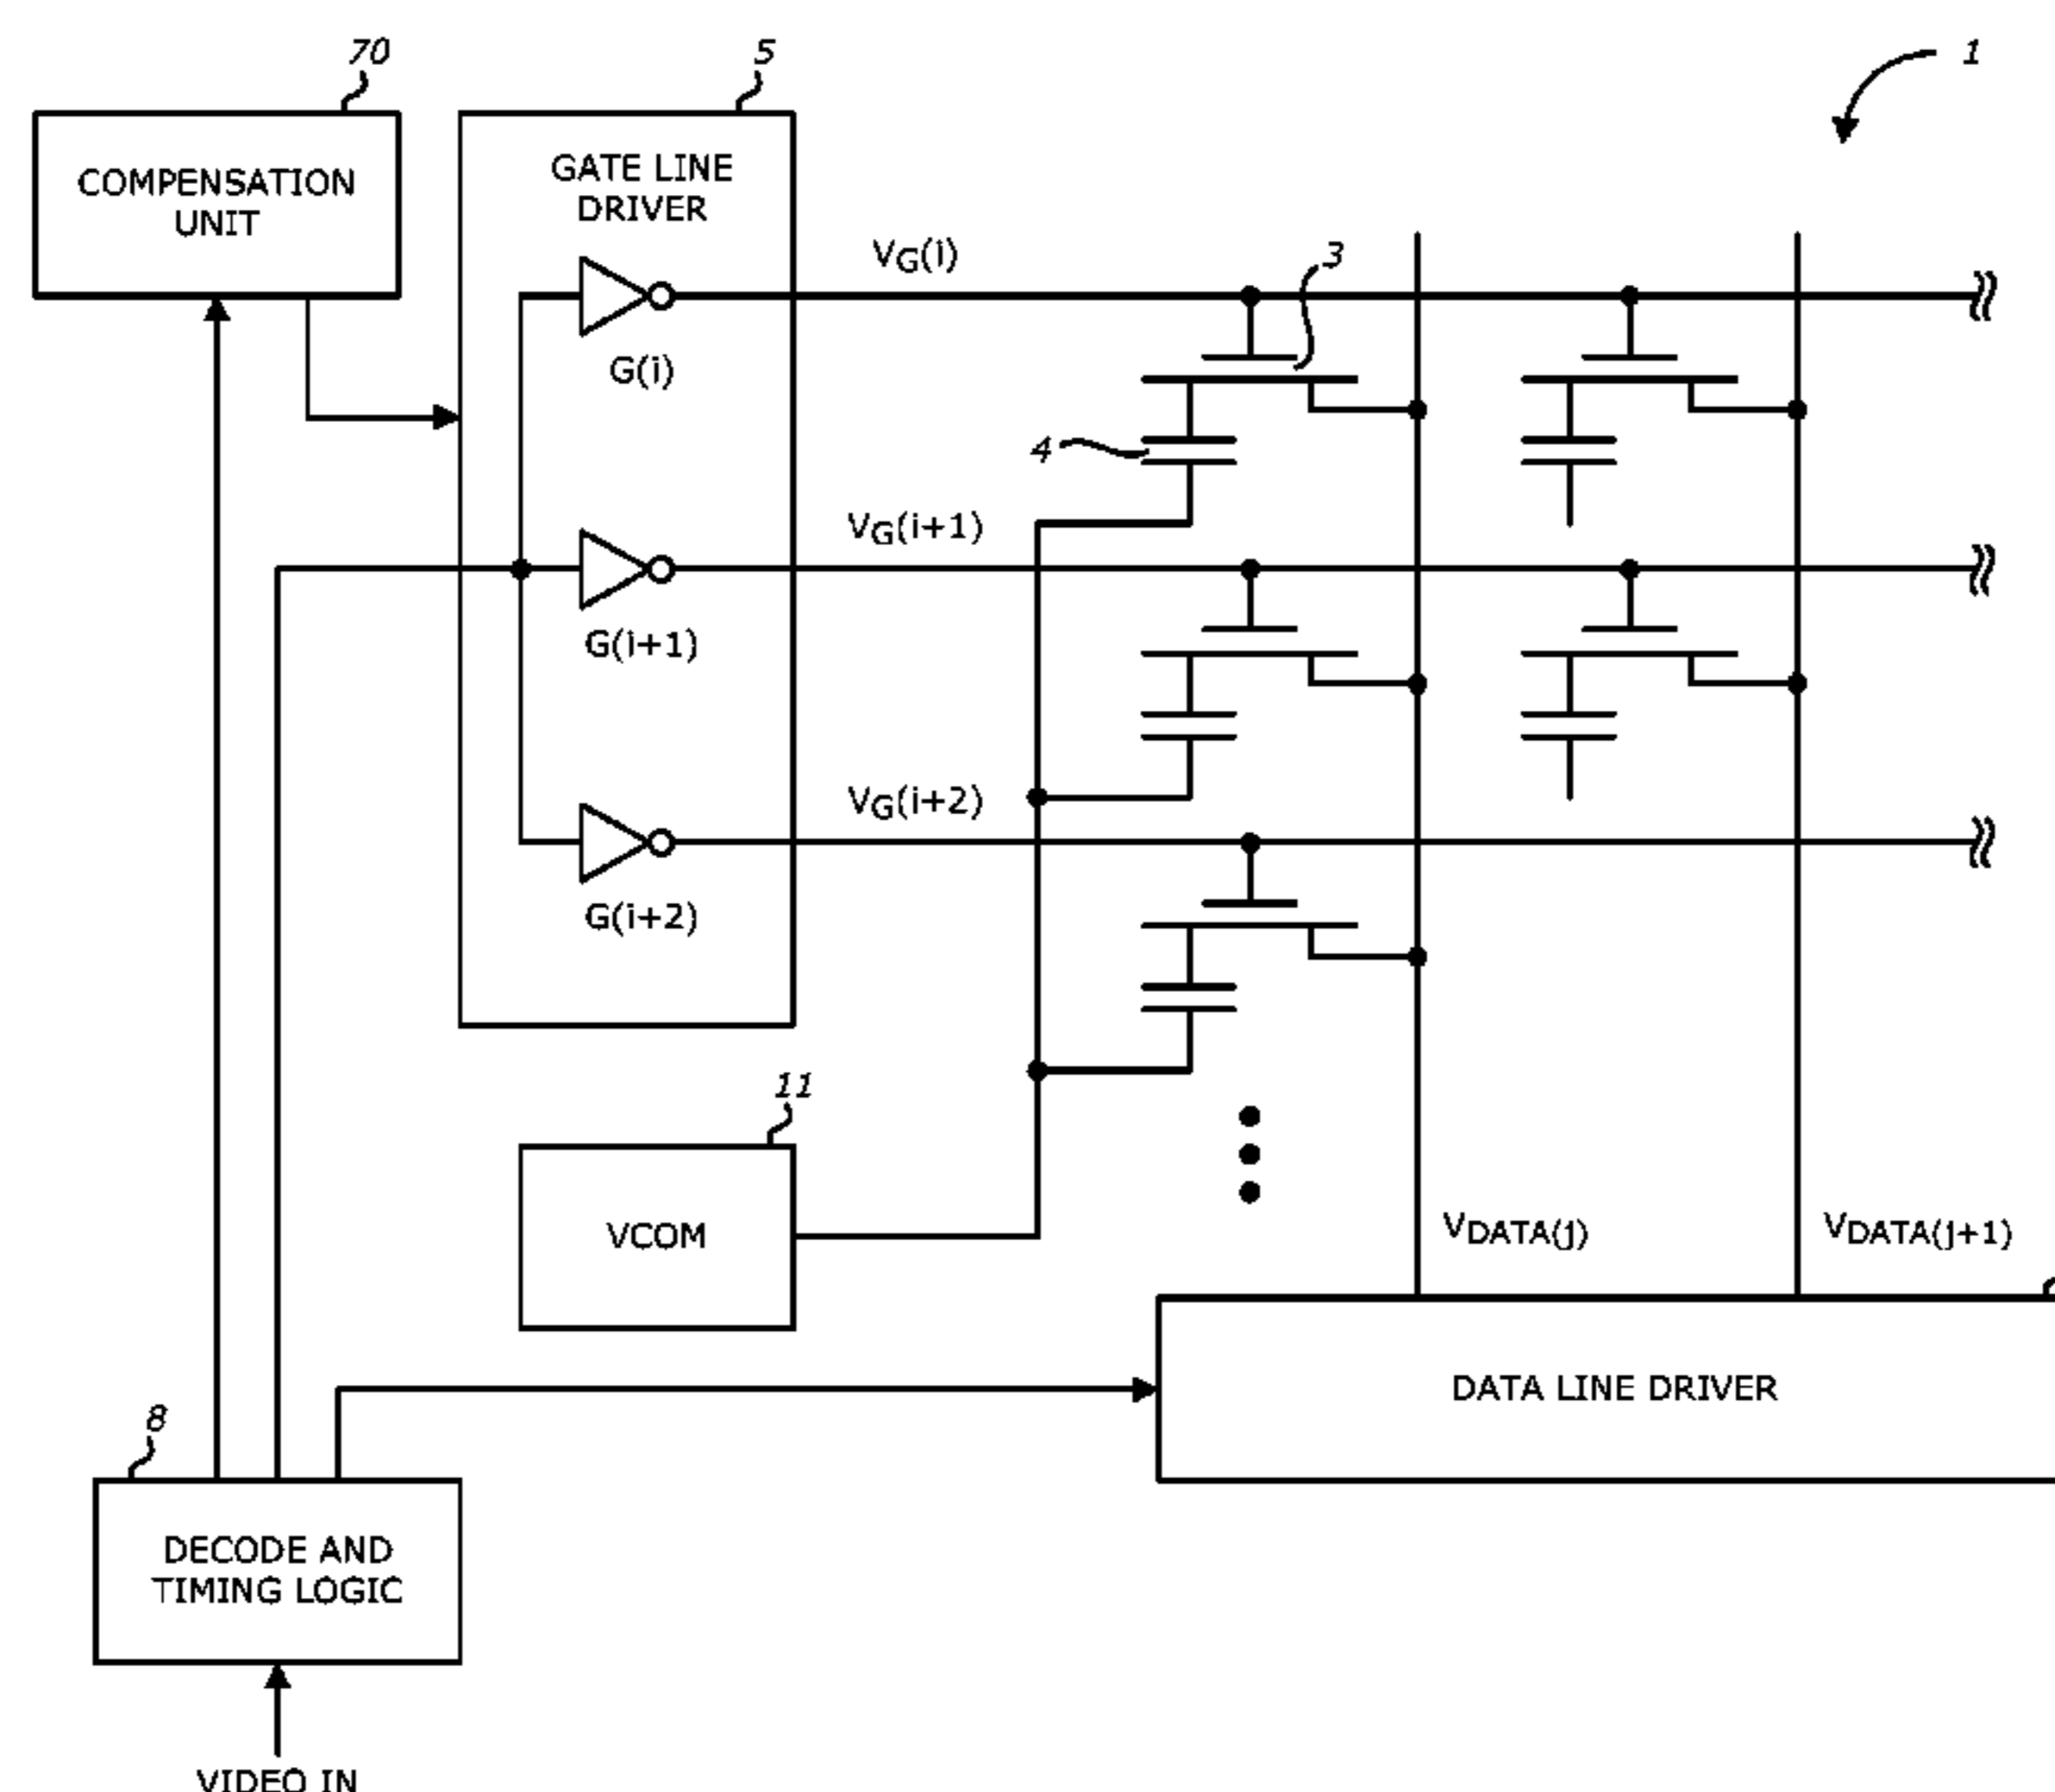 70
5
1
COMPENSATION
UNIT
GATE LINE
DRIVER
VG(i)
3
G(i)
4
VG(i+1)
G(i+1)
VG(i+2)
G(i+2)
11
VCOM
VDATA(j)
VDATA(j+1)
DATA LINE DRIVER
8
DECODE AND
TIMING LOGIC
VIDEO IN